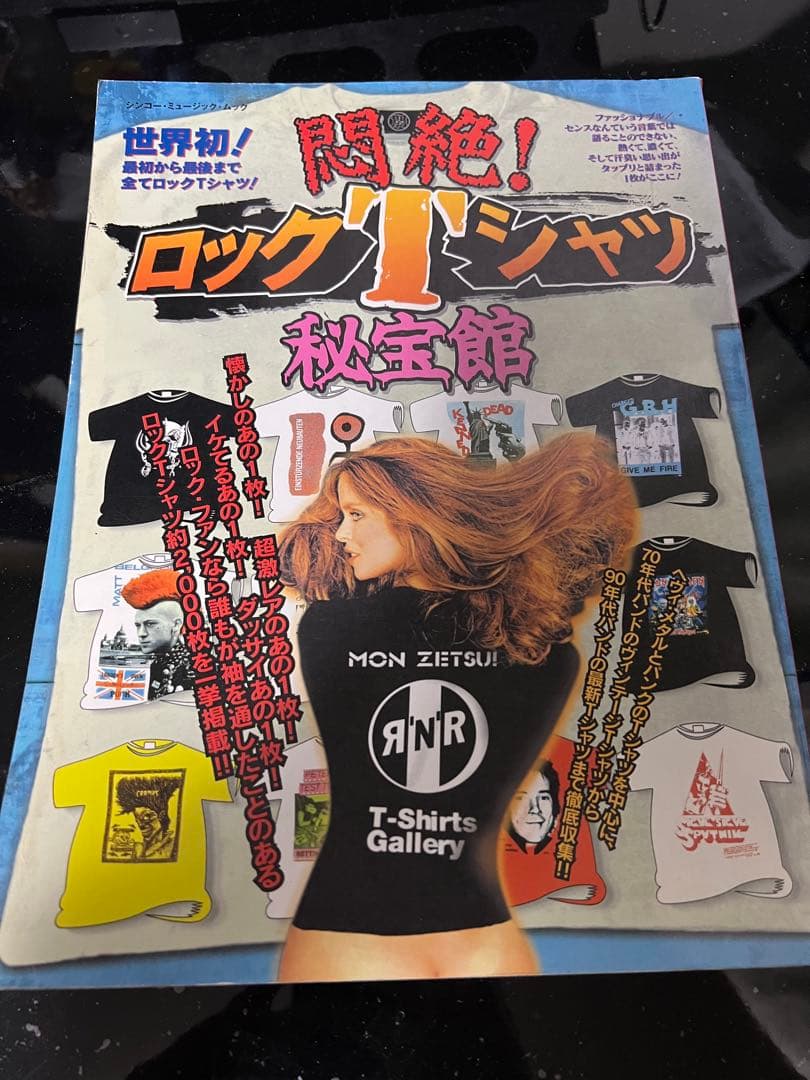 シンコー・ミュージック・ムック
世界初!
最初から最後まで
全てロックTシャツ!
悶絶!
ファッショナブル/
センスなんていう言葉では
語ることのできない、
熱くて、濃くて、
そして汗臭い思い出が
タップリと詰まった
1枚がここに!
ロックTシャツ
秘宝館
懐かしのあの1枚! 超激レアのあの1枚!
イケてるあの1枚! ダッサイあの1枚!
ロック・ファンなら誰もが袖を通したことのある
ロックTシャツ約2,000枚を一挙掲載!!
ヘヴィ・メタルとパンクのTシャツを中心に、
70年代バンドのヴィンテージTシャツから
90年代バンドの最新Tシャツまで徹底収集!!
EINSTÜRZENDE NEUBAUTEN
DEAD
KENNEDYS
G.B.H
GIVE ME FIRE
MATT
BELG
LONDON
CRAMPS
PETE
TEST
SPUTNIK
MON ZETSU!
R'N'R
T-Shirts
Gallery